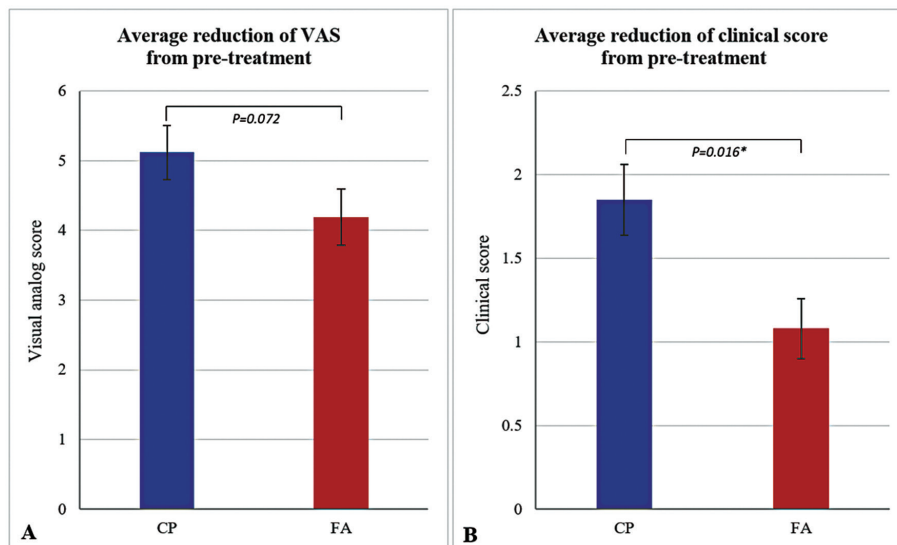 Average reduction of VAS
from pre-treatment
6
5
4
3
2
1
0
Visual analog score
P=0.072
CP
FA
A
Average reduction of clinical score
from pre-treatment
2.5
2
1.5
1
0.5
0
Clinical score
P=0.016*
CP
FA
B